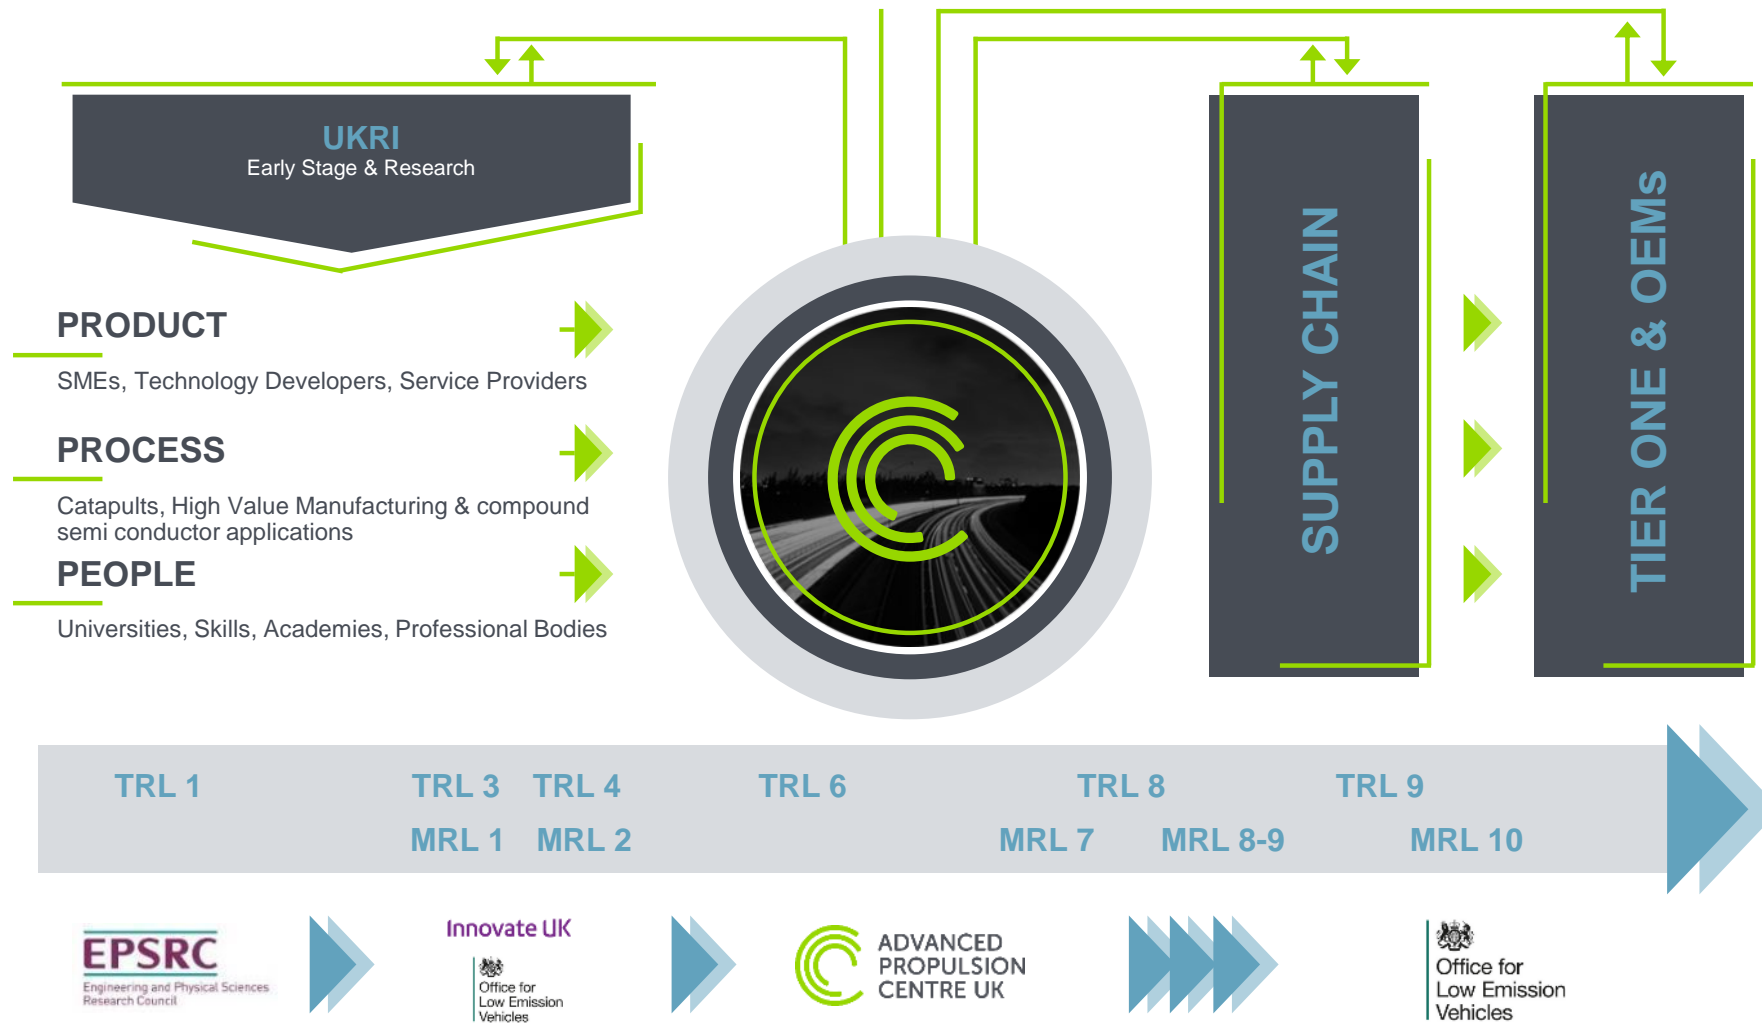 UKRI
Early Stage & Research
PRODUCT
SMEs, Technology Developers, Service Providers
PROCESS
Catapults, High Value Manufacturing & compound
semi conductor applications
PEOPLE
Universities, Skills, Academies, Professional Bodies
SUPPLY CHAIN
TIER ONE & OEMs
TRL 1 TRL 3 TRL 4 TRL 6 TRL 8 TRL 9
MRL 1 MRL 2 MRL 7 MRL 8-9 MRL 10
EPSRC
Engineering and Physical Sciences
Research Council
Innovate UK
Office for
Low Emission
Vehicles
ADVANCED
PROPULSION
CENTRE UK
Office for
Low Emission
Vehicles